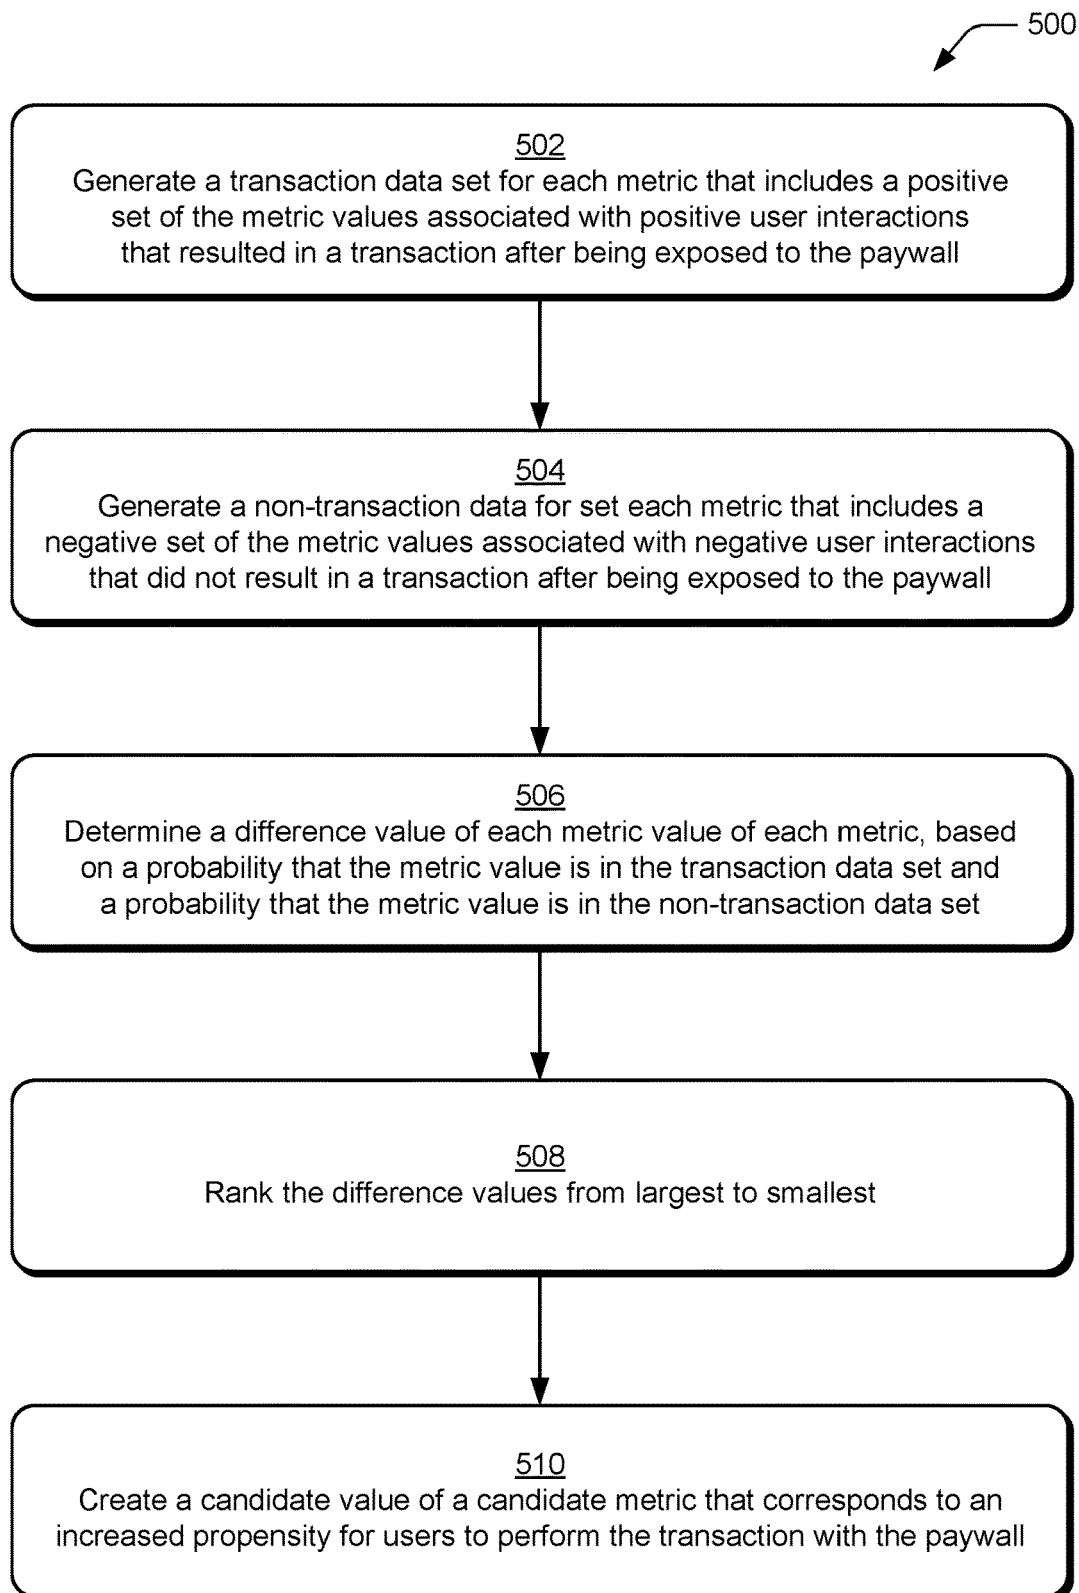 500
502
Generate a transaction data set for each metric that includes a positive
set of the metric values associated with positive user interactions
that resulted in a transaction after being exposed to the paywall
504
Generate a non-transaction data for set each metric that includes a
negative set of the metric values associated with negative user interactions
that did not result in a transaction after being exposed to the paywall
506
Determine a difference value of each metric value of each metric, based
on a probability that the metric value is in the transaction data set and
a probability that the metric value is in the non-transaction data set
508
Rank the difference values from largest to smallest
510
Create a candidate value of a candidate metric that corresponds to an
increased propensity for users to perform the transaction with the paywall